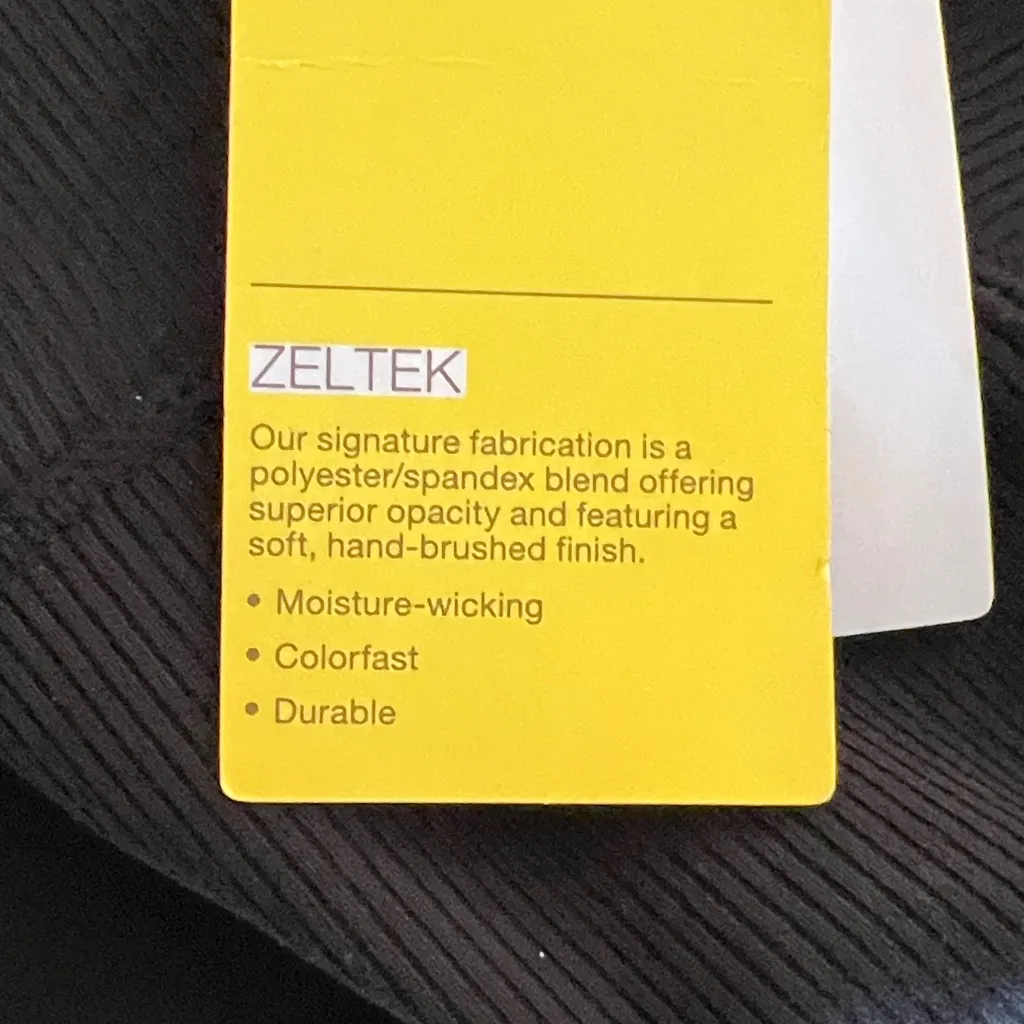 ZELTEK
Our signature fabrication is a
polyester/spandex blend offering
superior opacity and featuring a
soft, hand-brushed finish.
• Moisture-wicking
• Colorfast
• Durable